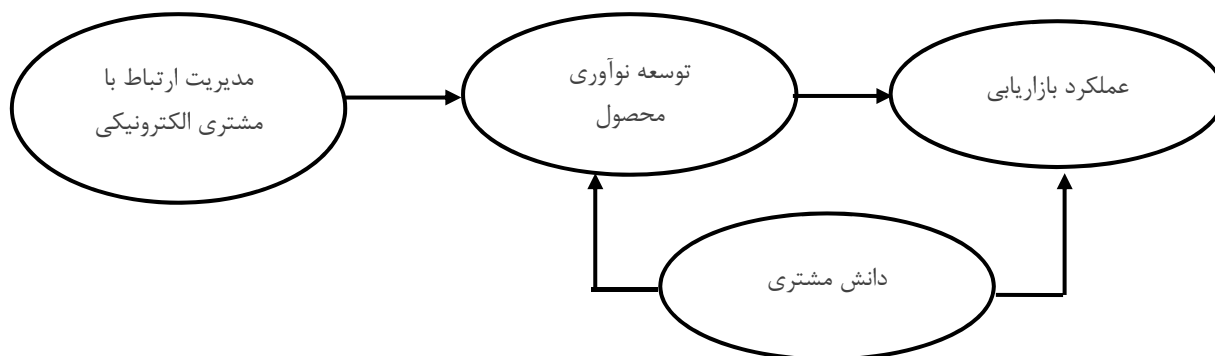 مدیریت ارتباط با
مشتری الکترونیکی
توسعه نوآوری
محصول
عملکرد بازاریابی
دانش مشتری